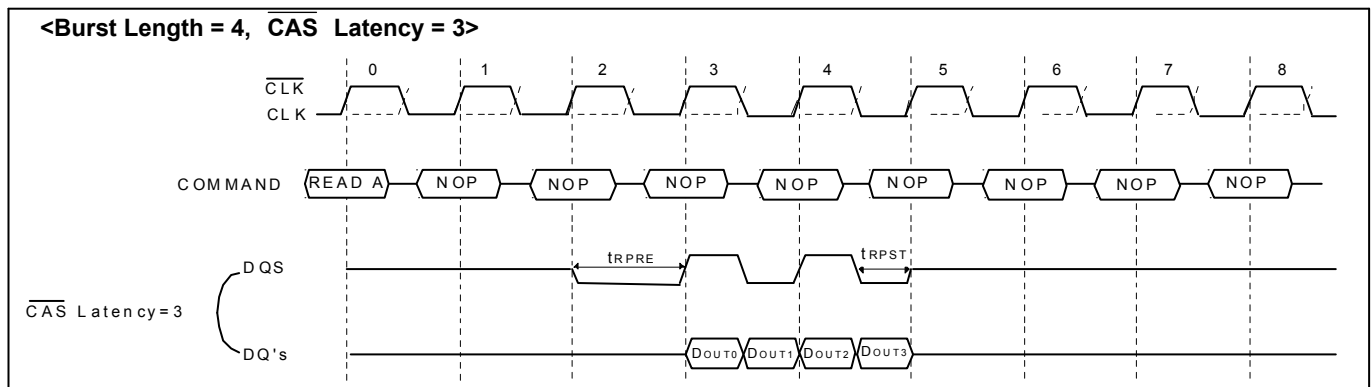 <Burst Length = 4, CAS Latency = 3>
0 1 2 3 4 5 6 7 8
CLK
CLK
COMMAND READ A NOP NOP NOP NOP NOP NOP NOP NOP
DQS tRPRE tRPST
CAS Latency=3
DQ's DOUT0 DOUT1 DOUT2 DOUT3